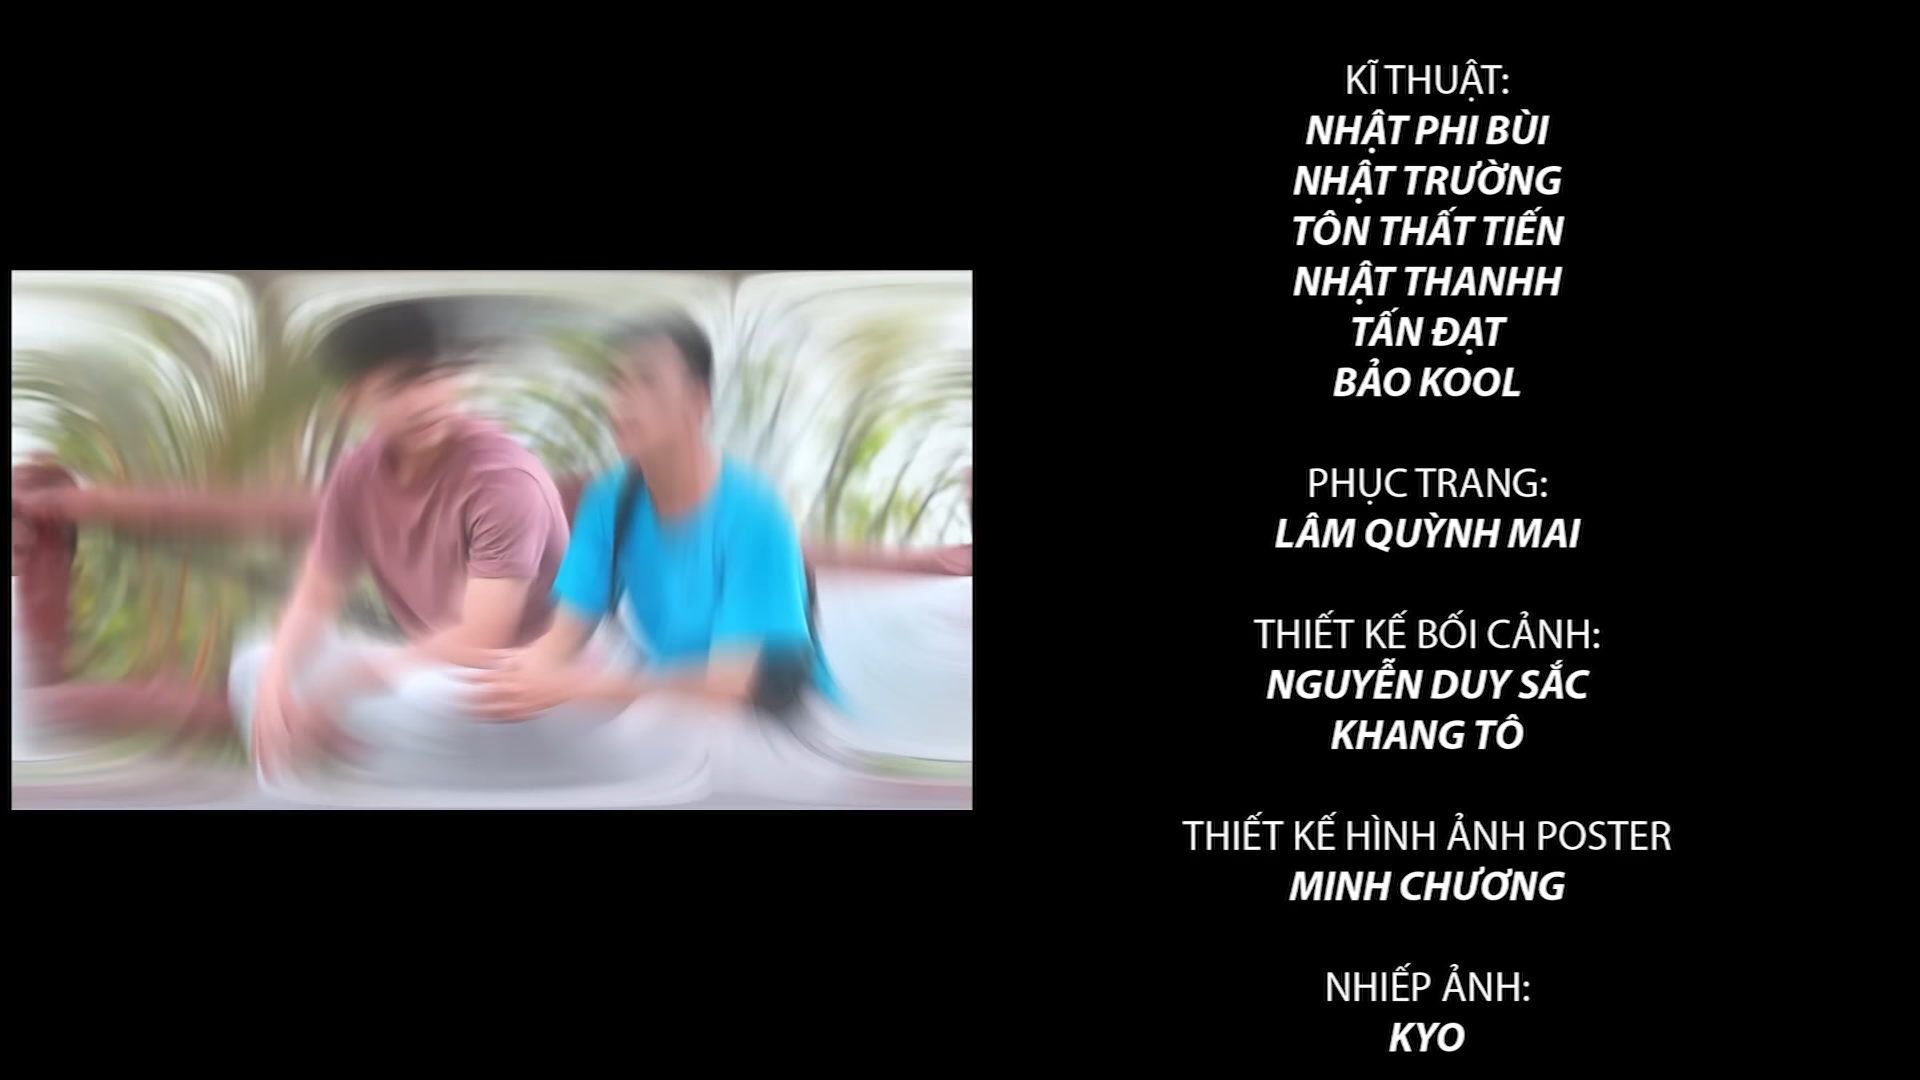 KĨ THUẬT:
NHẬT PHI BÙI
NHẬT TRƯỜNG
TÔN THẤT TIẾN
NHẬT THANHH
TẤN ĐẠT
BẢO KOOL
PHỤC TRANG:
LÂM QUỲNH MAI
THIẾT KẾ BỐI CẢNH:
NGUYỄN DUY SẮC
KHANG TÔ
THIẾT KẾ HÌNH ẢNH POSTER
MINH CHƯƠNG
NHIẾP ẢNH:
KYO